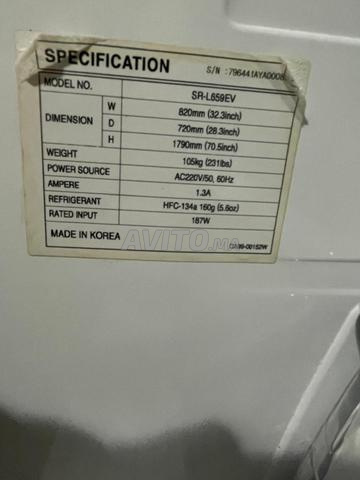 SPECIFICATION S/N :796441AYA0008
MODEL NO. SR-L659EV
DIMENSION W 820mm (32.3inch)
D 720mm (28.3inch)
H 1790mm (70.5inch)
WEIGHT 105kg (231lbs)
POWER SOURCE AC220V/50, 60Hz
AMPERE 1.3A
REFRIGERANT HFC-134a 160g (5.6oz)
RATED INPUT 187W
MADE IN KOREA
AVITO.ma